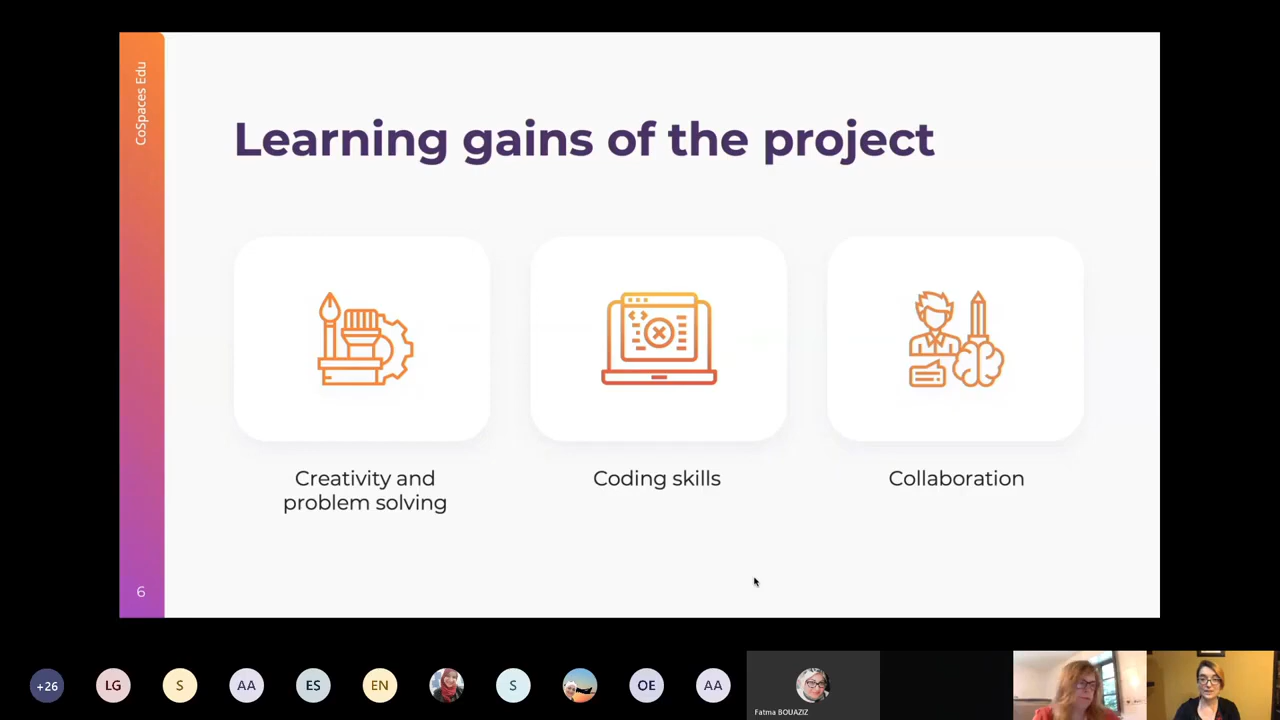 CoSpaces Edu
Learning gains of the project
Creativity and
problem solving
Coding skills
Collaboration
6
+26
LG
S
AA
ES
EN
S
OE
AA
Fatma BOUAZIZ